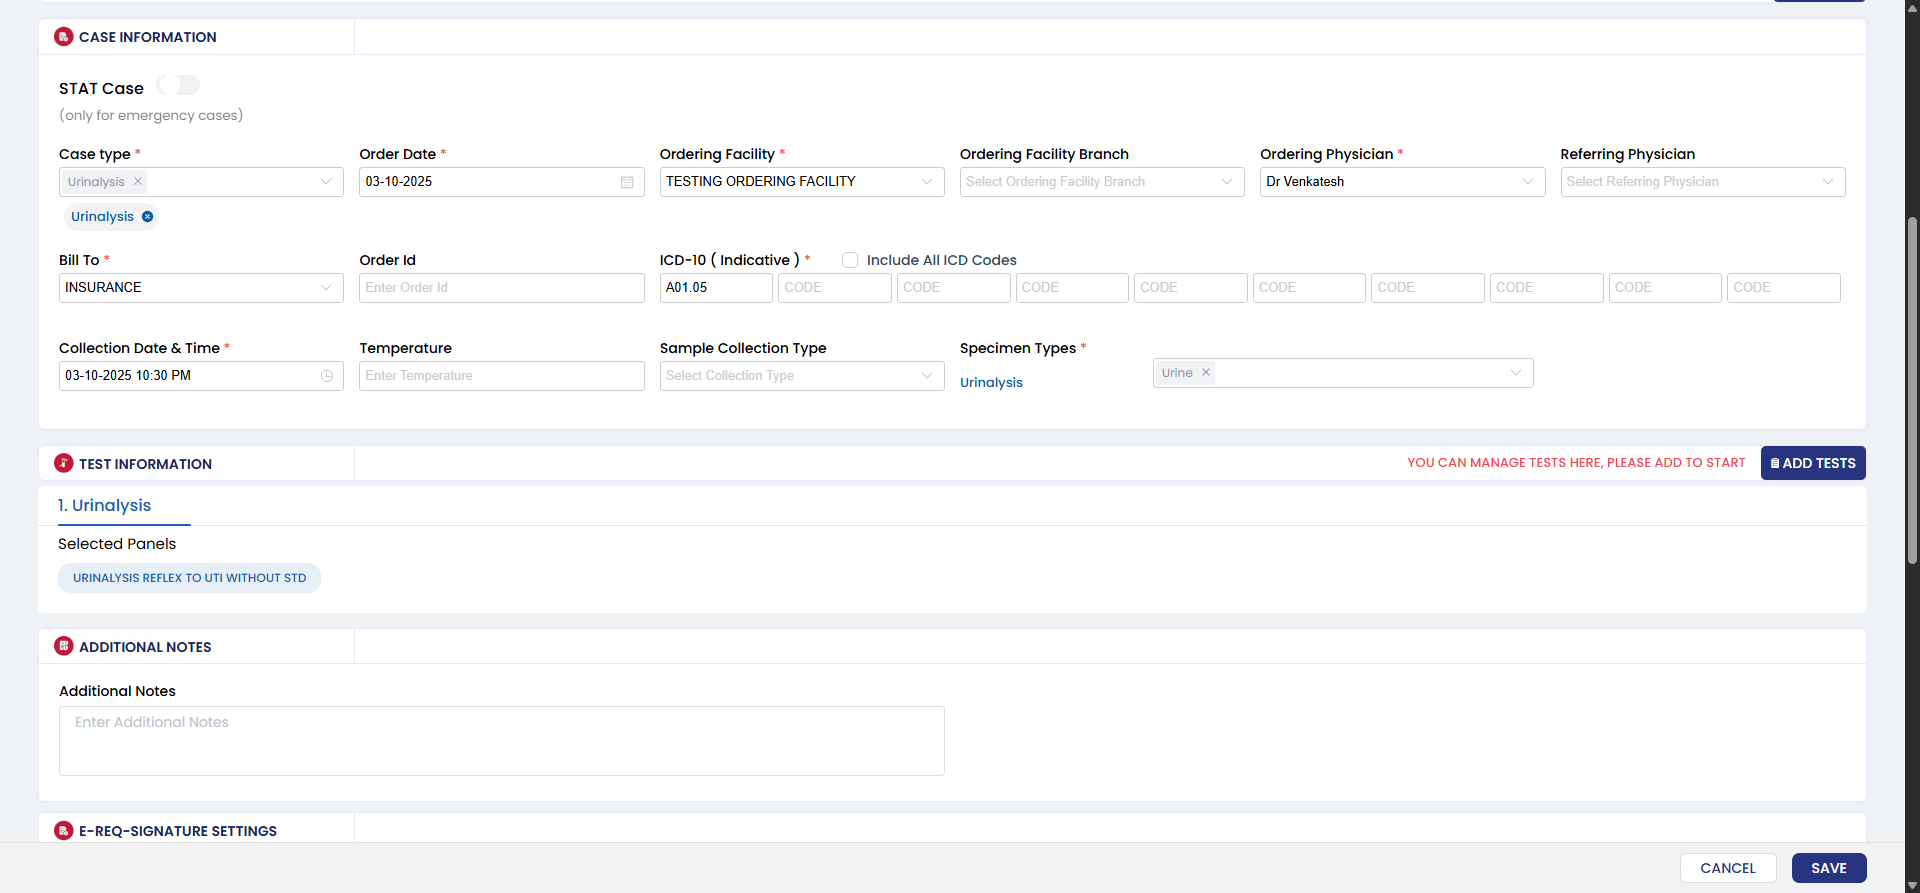 CASE INFORMATION
STAT Case
(only for emergency cases)
Case type *
Order Date *
Ordering Facility *
Ordering Facility Branch
Ordering Physician *
Referring Physician
Urinalysis
03-10-2025
TESTING ORDERING FACILITY
Select Ordering Facility Branch
Dr Venkatesh
Select Referring Physician
Urinalysis
Bill To *
Order Id
ICD-10 ( Indicative ) *
Include All ICD Codes
INSURANCE
Enter Order Id
A01.05
CODE
CODE
CODE
CODE
CODE
CODE
CODE
CODE
CODE
Collection Date & Time *
Temperature
Sample Collection Type
Specimen Types *
03-10-2025 10:30 PM
Enter Temperature
Select Collection Type
Urinalysis
Urine
TEST INFORMATION
YOU CAN MANAGE TESTS HERE, PLEASE ADD TO START
ADD TESTS
1. Urinalysis
Selected Panels
URINALYSIS REFLEX TO UTI WITHOUT STD
ADDITIONAL NOTES
Additional Notes
Enter Additional Notes
E-REQ-SIGNATURE SETTINGS
CANCEL
SAVE